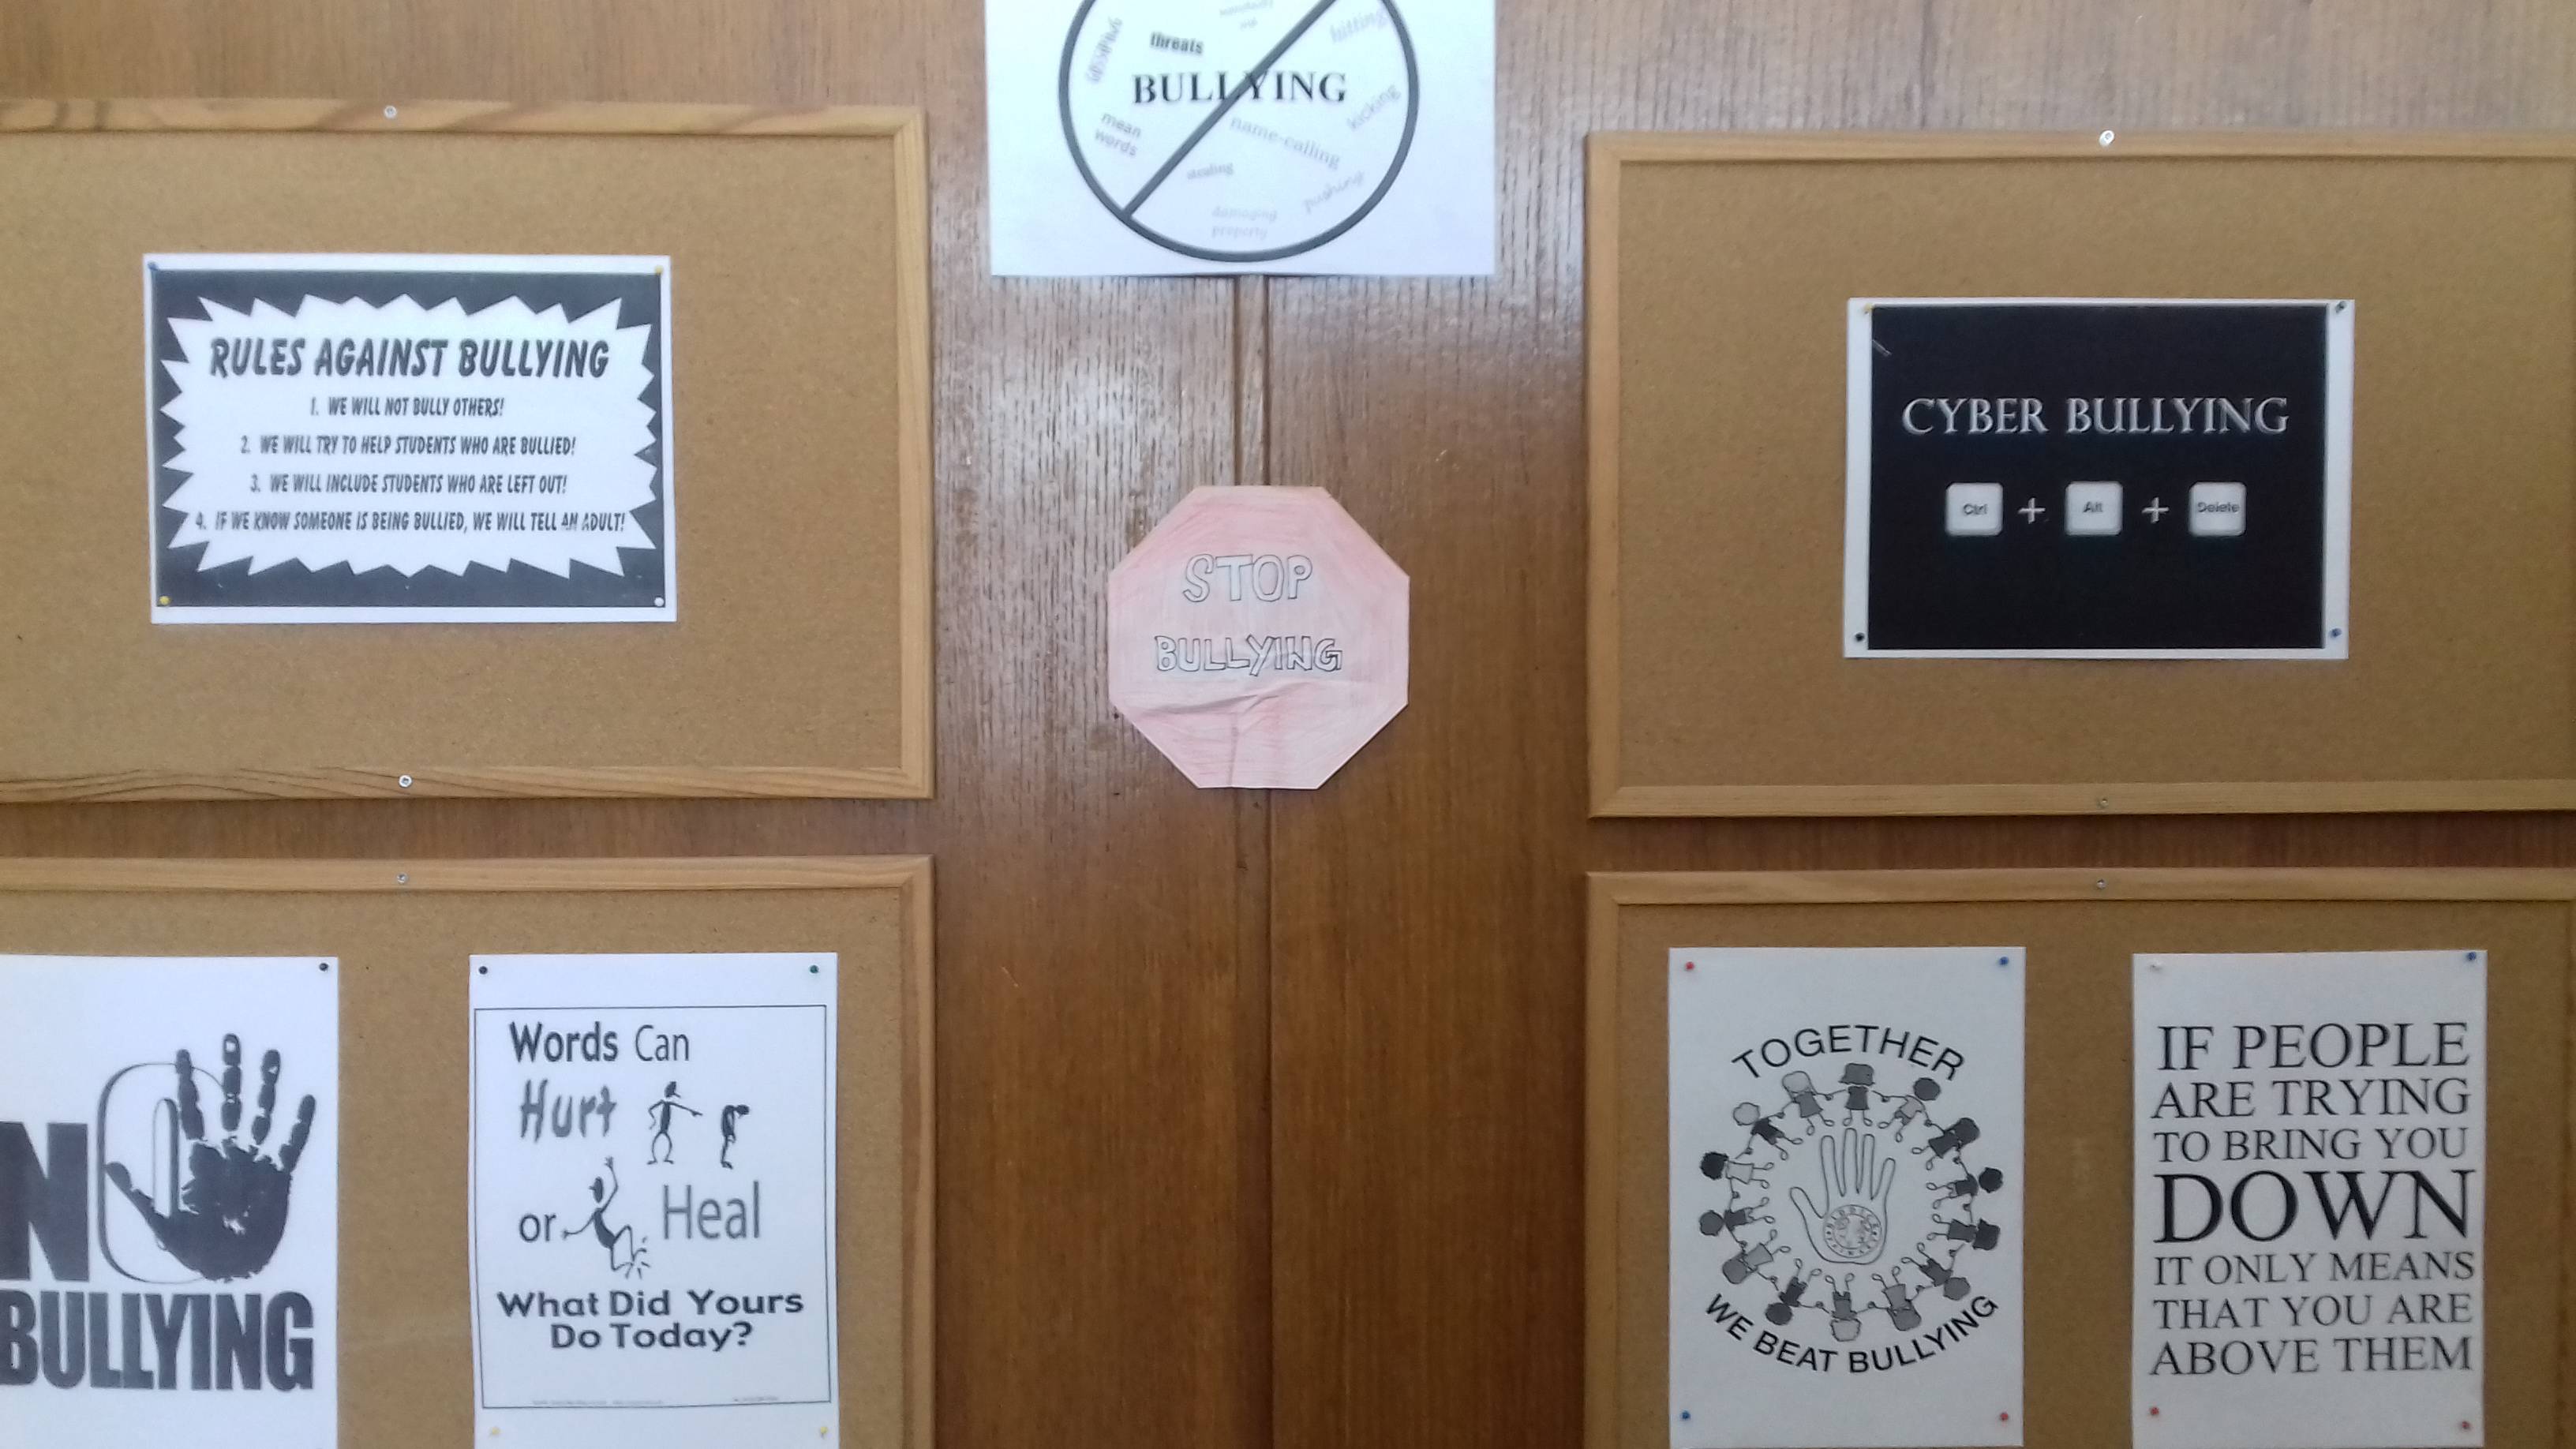 threats
BULLYING
hitting
kicking
mean
words
name-calling
stealing
pushing
damaging
property
RULES AGAINST BULLYING
1. WE WILL NOT BULLY OTHERS!
2. WE WILL TRY TO HELP STUDENTS WHO ARE BULLIED!
3. WE WILL INCLUDE STUDENTS WHO ARE LEFT OUT!
4. IF WE KNOW SOMEONE IS BEING BULLIED, WE WILL TELL AN ADULT!
STOP
BULLYING
CYBER BULLYING
Ctrl + Alt + Delete
NO
BULLYING
Words Can
Hurt
or Heal
What Did Yours
Do Today?
TOGETHER
WE BEAT BULLYING
IF PEOPLE
ARE TRYING
TO BRING YOU
DOWN
IT ONLY MEANS
THAT YOU ARE
ABOVE THEM